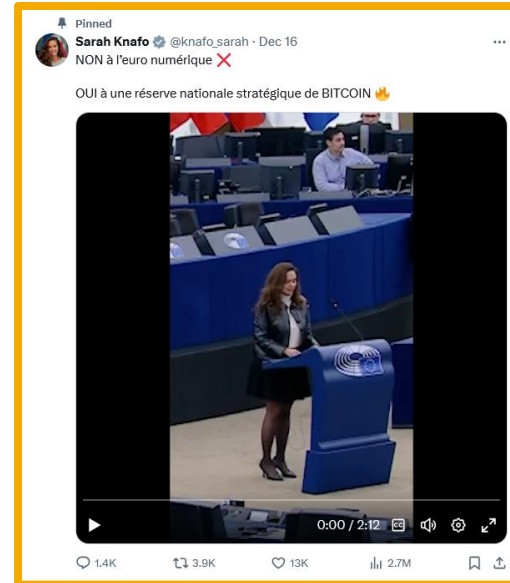 Pinned
Sarah Knafo @knafo_sarah · Dec 16
NON à l'euro numérique ❌
OUI à une réserve nationale stratégique de BITCOIN 🔥
0:00 / 2:12 CC
1.4K 3.9K 13K 2.7M